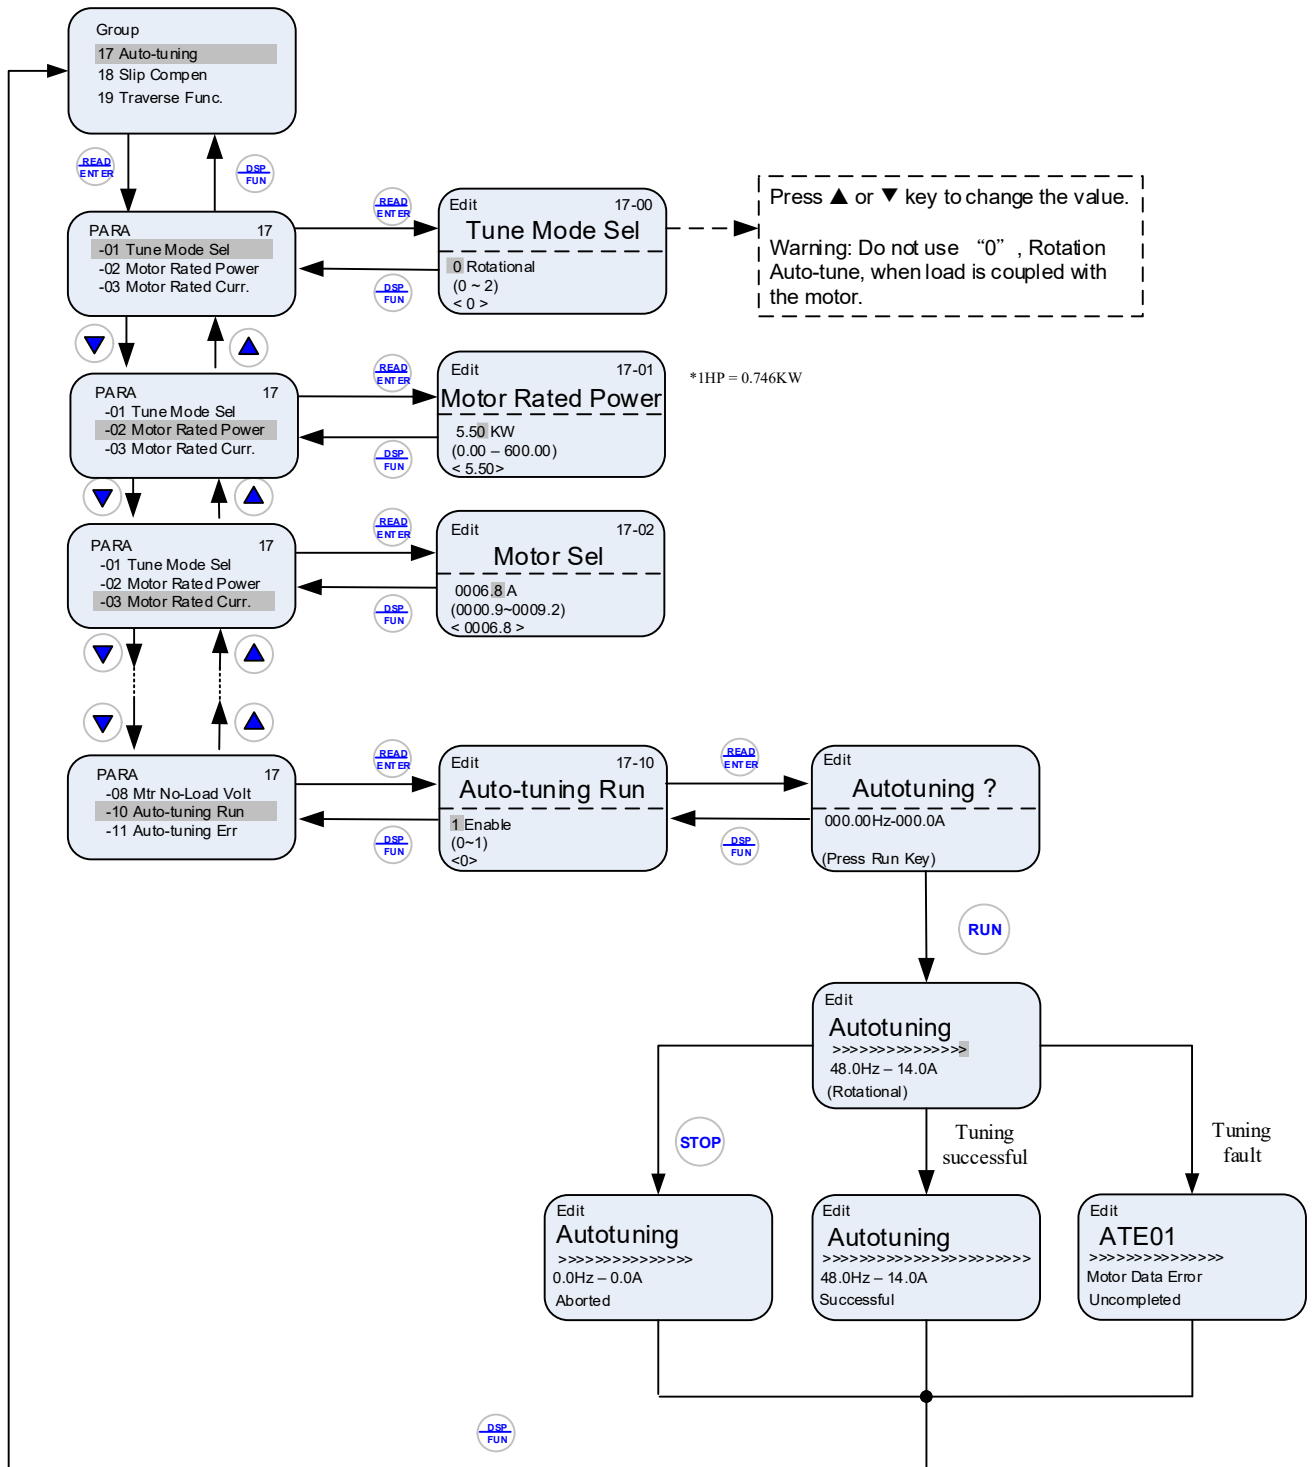 Group
17 Auto-tuning
18 Slip Compen
19 Traverse Func.
READ
ENTER
DSP
FUN
PARA 17
-01 Tune Mode Sel
-02 Motor Rated Power
-03 Motor Rated Curr.
READ
ENTER
DSP
FUN
Edit 17-00
Tune Mode Sel
0 Rotational
(0 ~ 2)
< 0 >
Press ▲ or ▼ key to change the value.
Warning: Do not use “0” , Rotation
Auto-tune, when load is coupled with
the motor.
PARA 17
-01 Tune Mode Sel
-02 Motor Rated Power
-03 Motor Rated Curr.
READ
ENTER
DSP
FUN
Edit 17-01
Motor Rated Power
5.50 KW
(0.00 – 600.00)
< 5.50>
*1HP = 0.746KW
PARA 17
-01 Tune Mode Sel
-02 Motor Rated Power
-03 Motor Rated Curr.
READ
ENTER
DSP
FUN
Edit 17-02
Motor Sel
0006.8 A
(0000.9~0009.2)
< 0006.8 >
PARA 17
-08 Mtr No-Load Volt
-10 Auto-tuning Run
-11 Auto-tuning Err
READ
ENTER
DSP
FUN
Edit 17-10
Auto-tuning Run
1 Enable
(0~1)
<0>
READ
ENTER
DSP
FUN
Edit
Autotuning ?
000.00Hz-000.0A
(Press Run Key)
RUN
Edit
Autotuning
>>>>>>>>>>>>>>>>
48.0Hz – 14.0A
(Rotational)
STOP
Tuning
successful
Tuning
fault
Edit
Autotuning
>>>>>>>>>>>>>>>
0.0Hz – 0.0A
Aborted
Edit
Autotuning
>>>>>>>>>>>>>>>>>>>>>>>
48.0Hz – 14.0A
Successful
Edit
ATE01
>>>>>>>>>>>>>>>
Motor Data Error
Uncompleted
DSP
FUN